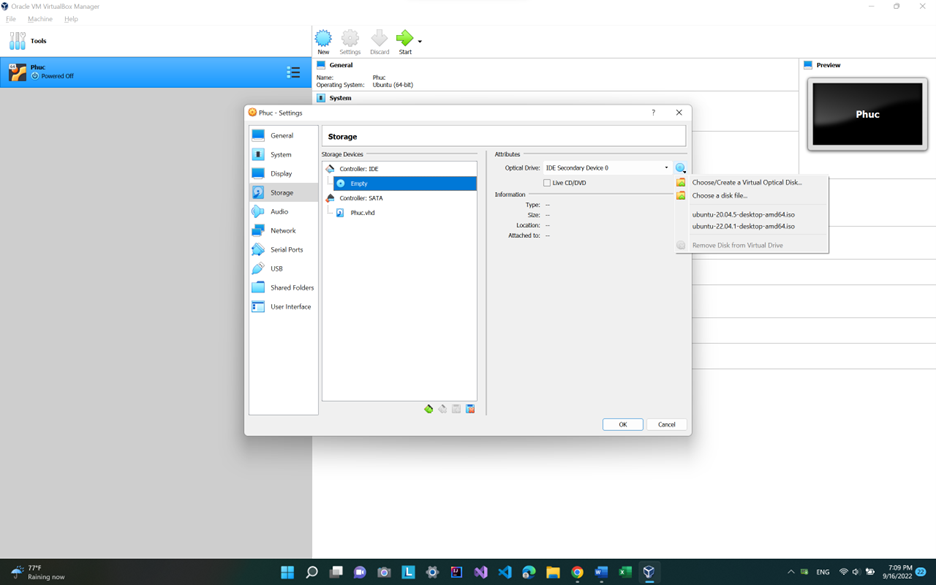 Oracle VM VirtualBox Manager
File Machine Help
Tools
New Settings Discard Start
Phuc
Powered Off
General
Name: Phuc
Operating System: Ubuntu (64-bit)
System
Preview
Phuc
Phuc - Settings
?
General
System
Display
Storage
Audio
Network
Serial Ports
USB
Shared Folders
User Interface
Storage
Storage Devices
Controller: IDE
Empty
Controller: SATA
Phuc.vhd
Attributes
Optical Drive: IDE Secondary Device 0
Live CD/DVD
Information
Type: --
Size: --
Location: --
Attached to: --
Choose/Create a Virtual Optical Disk...
Choose a disk file...
ubuntu-20.04.5-desktop-amd64.iso
ubuntu-22.04.1-desktop-amd64.iso
Remove Disk from Virtual Drive
OK Cancel
77°F
Raining now
ENG
7:09 PM
9/16/2022
22